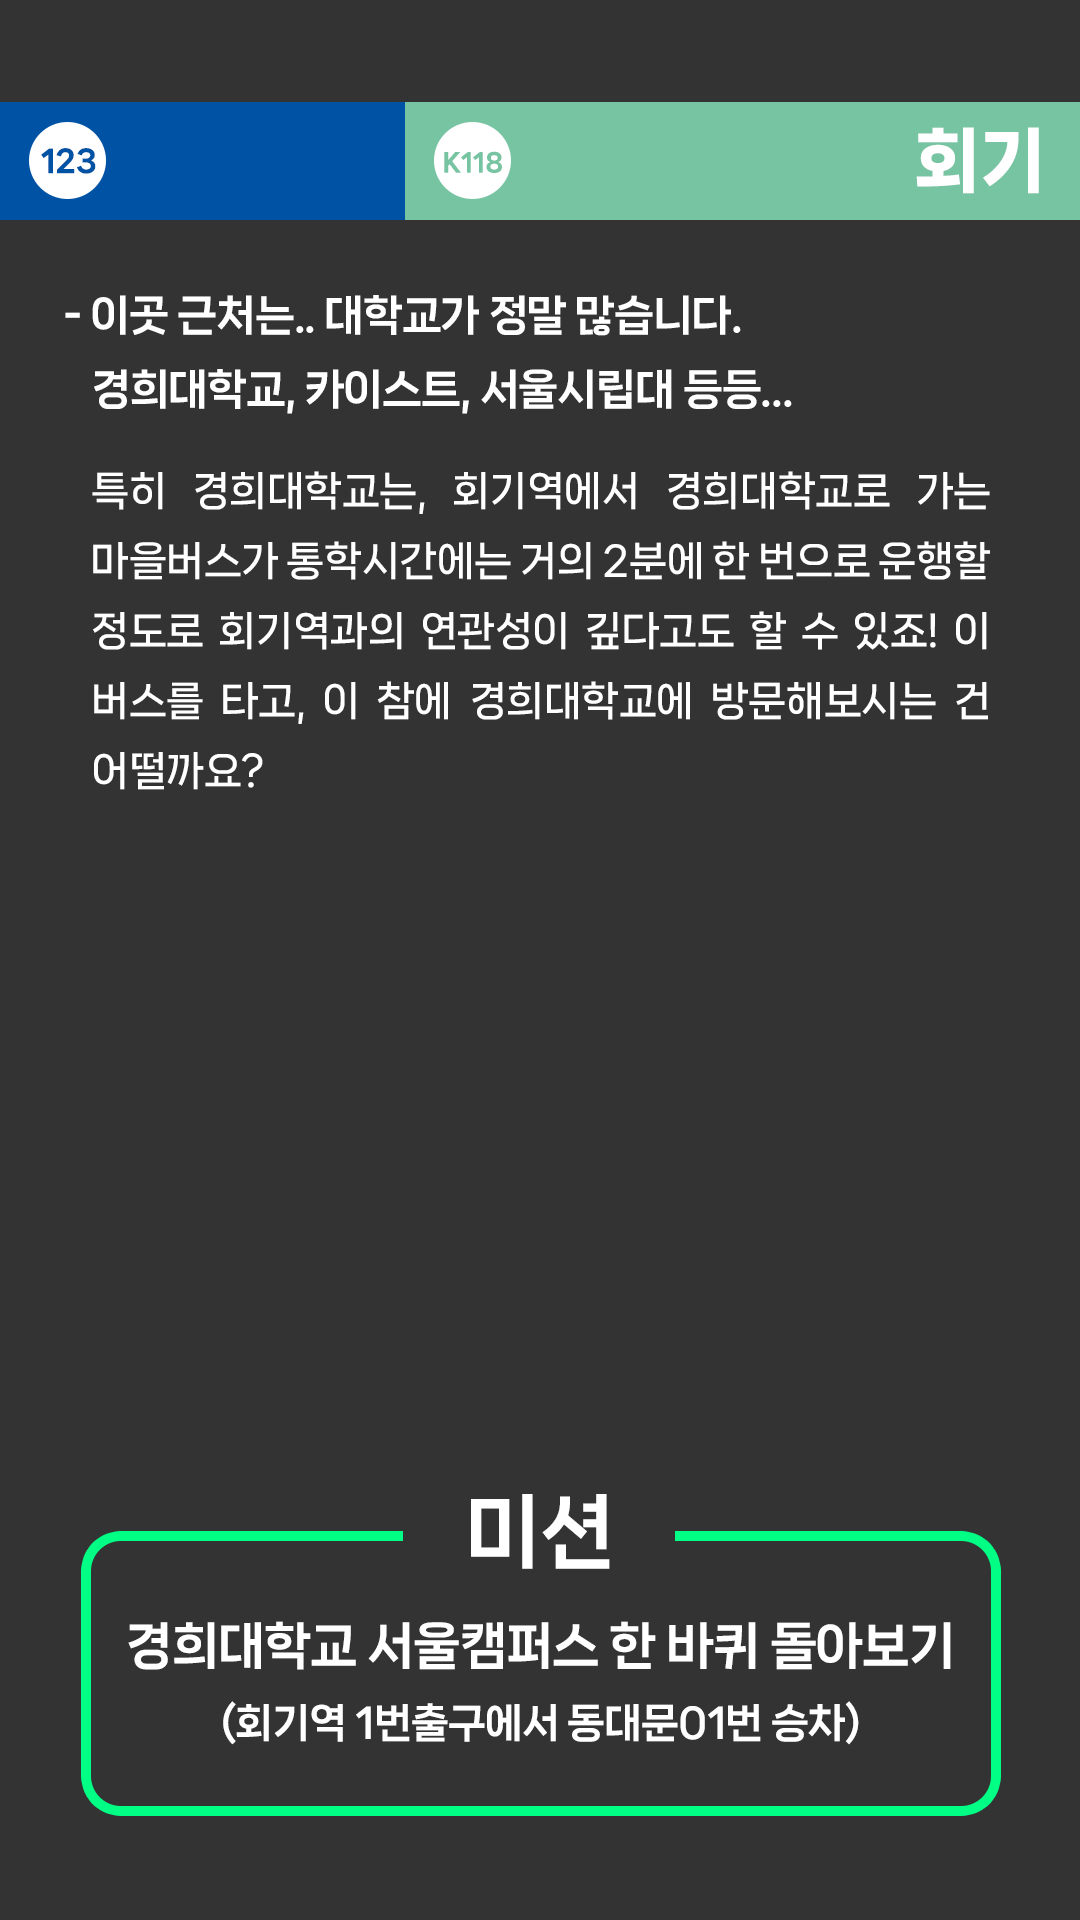 123
K118
회기
- 이곳 근처는.. 대학교가 정말 많습니다.
경희대학교, 카이스트, 서울시립대 등등...
특히 경희대학교는, 회기역에서 경희대학교로 가는
마을버스가 통학시간에는 거의 2분에 한 번으로 운행할
정도로 회기역과의 연관성이 깊다고도 할 수 있죠! 이
버스를 타고, 이 참에 경희대학교에 방문해보시는 건
어떨까요?
미션
경희대학교 서울캠퍼스 한 바퀴 돌아보기
(회기역 1번출구에서 동대문01번 승차)